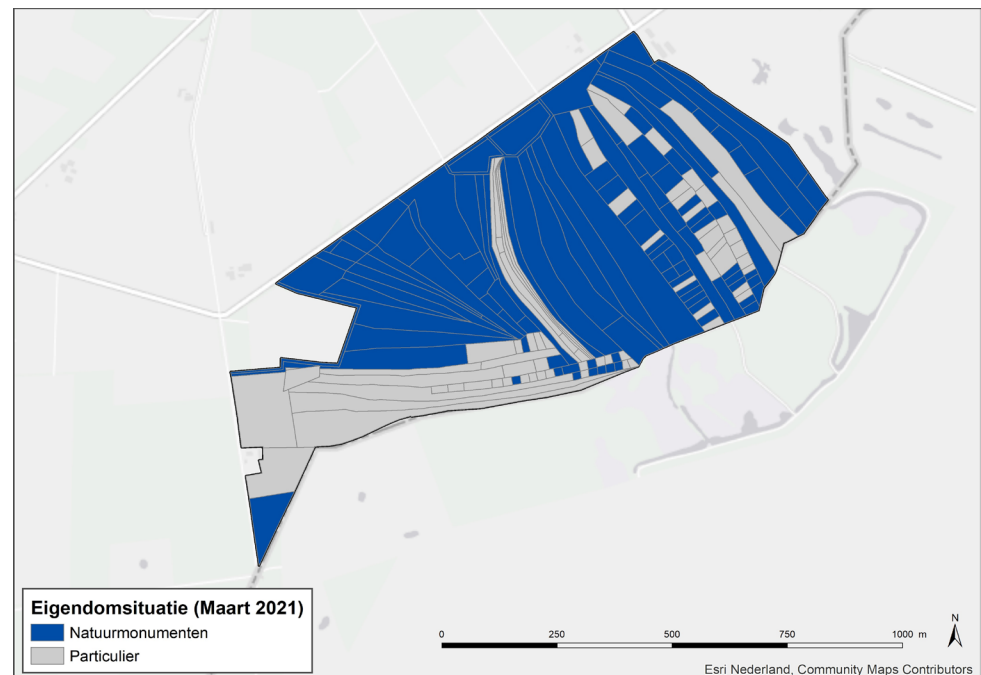 Eigendomsituatie (Maart 2021)
Natuurmonumenten
Particulier
0 250 500 750 1000 m
N
Esri Nederland, Community Maps Contributors